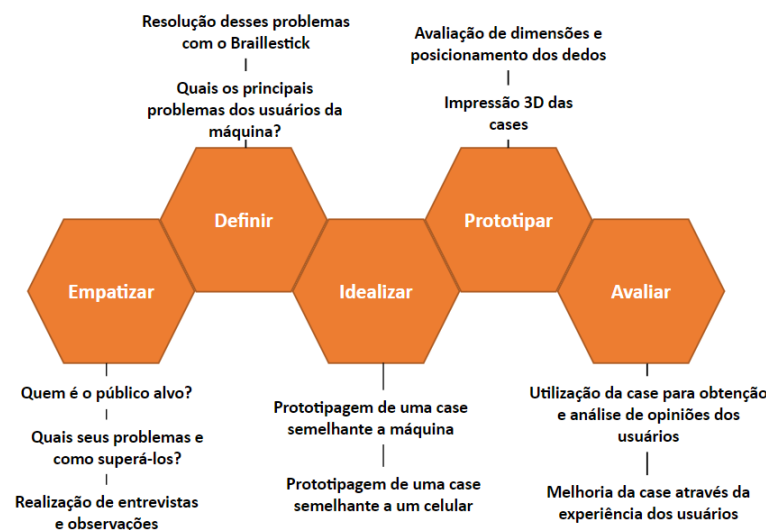 Resolução desses problemas
com o Braillestick
Quais os principais
problemas dos usuários da
máquina?
Avaliação de dimensões e
posicionamento dos dedos
Impressão 3D das
cases
Definir
Prototipar
Empatizar
Idealizar
Avaliar
Quem é o público alvo?
Quais seus problemas e
como superá-los?
Realização de entrevistas
e observações
Prototipagem de uma case
semelhante a máquina
Prototipagem de uma case
semelhante a um celular
Utilização da case para obtenção
e análise de opiniões dos
usuários
Melhoria da case através da
experiência dos usuários